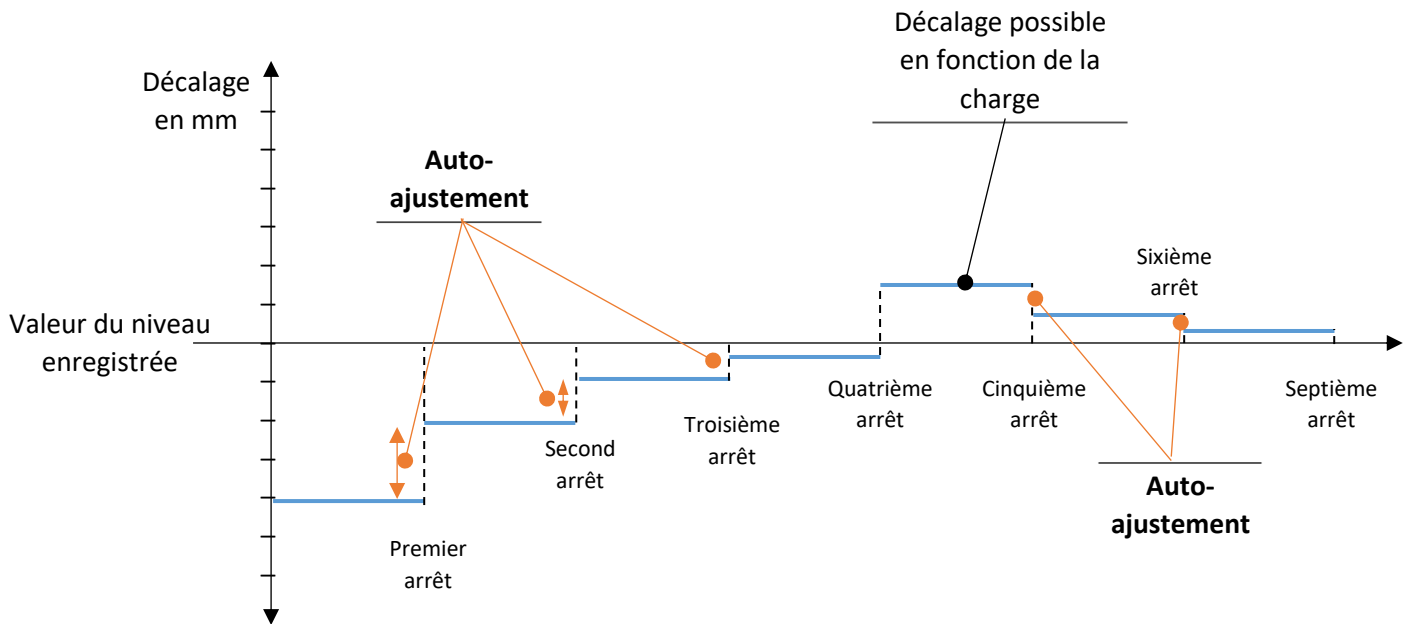 Décalage possible
en fonction de la
charge
Décalage
en mm
Auto-
ajustement
Sixième
arrêt
Valeur du niveau
enregistrée
Quatrième
arrêt
Cinquième
arrêt
Septième
arrêt
Troisième
arrêt
Second
arrêt
Auto-
ajustement
Premier
arrêt